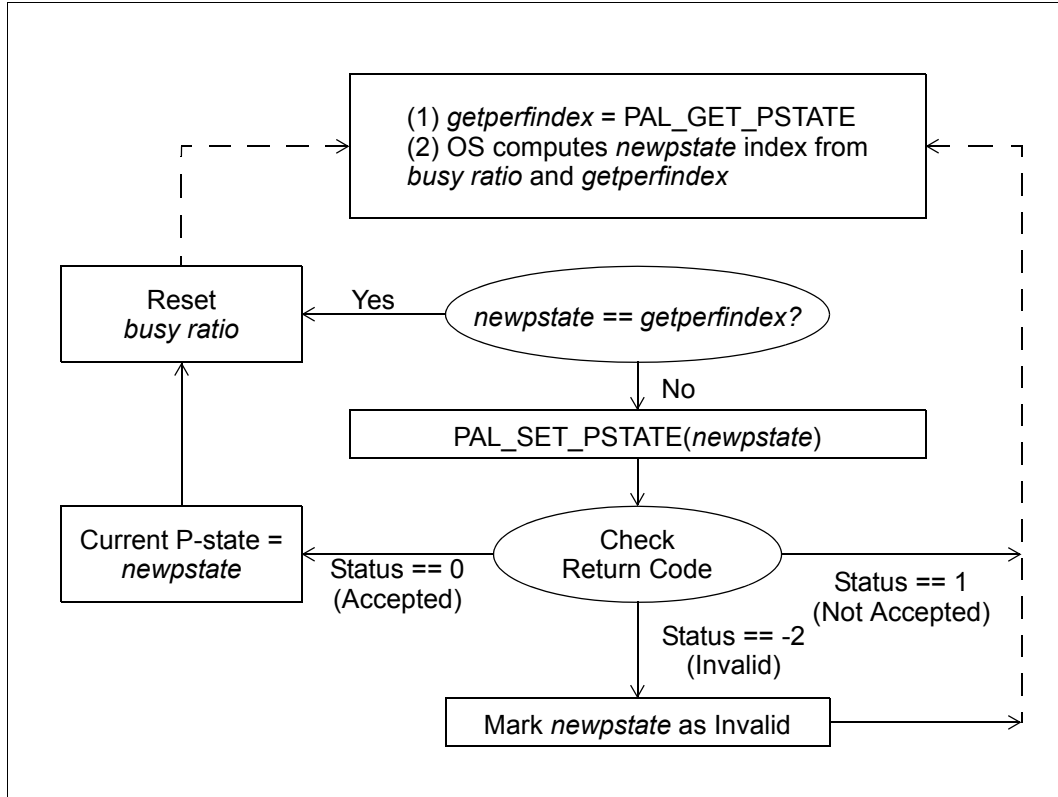 (1) getperfindex = PAL_GET_PSTATE
(2) OS computes newpstate index from
busy ratio and getperfindex
Reset
busy ratio
Yes
newpstate == getperfindex?
No
PAL_SET_PSTATE(newpstate)
Current P-state =
newpstate
Status == 0
(Accepted)
Check
Return Code
Status == 1
(Not Accepted)
Status == -2
(Invalid)
Mark newpstate as Invalid